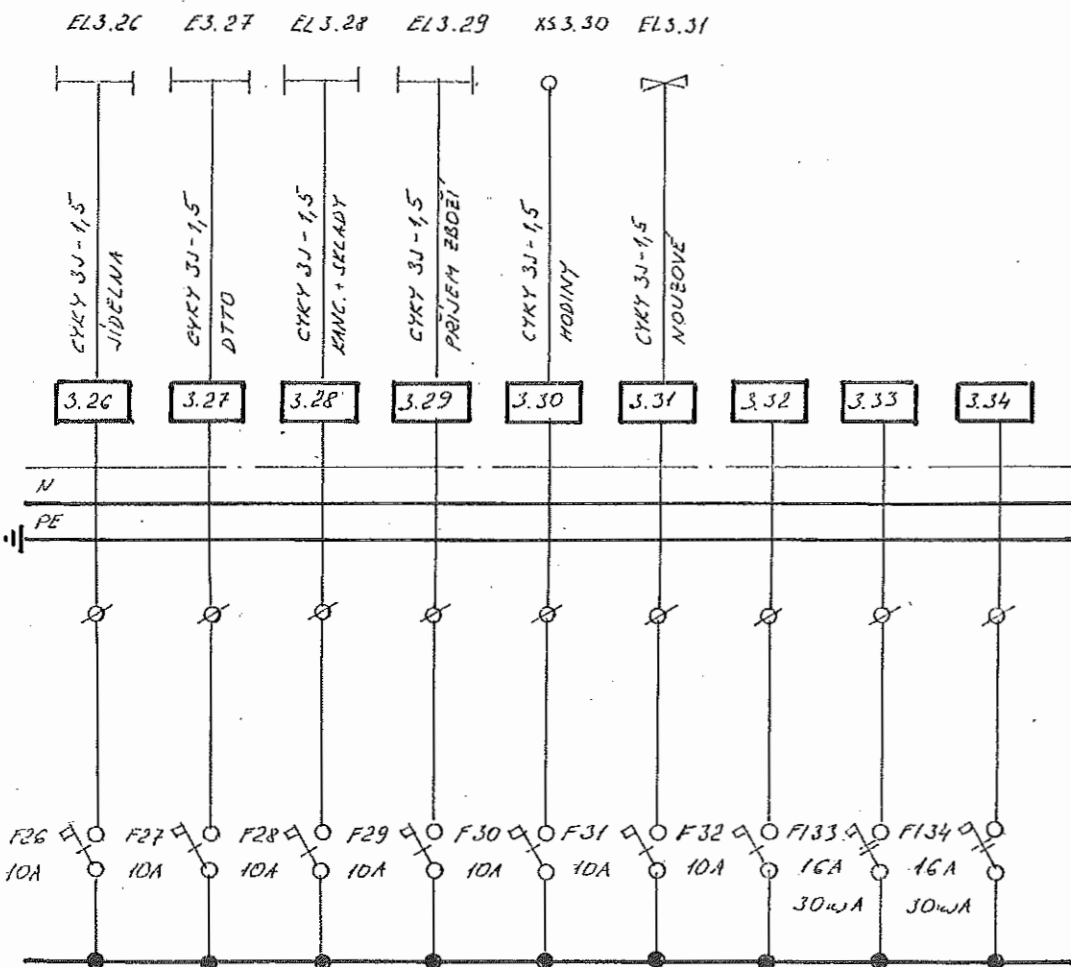 EL3.26 E3.27 EL3.28 EL3.29 XS3.30 EL3.31
CYKY 3J-1,5
JÍDELNA
CYKY 3J-1,5
DTTO
CYKY 3J-1,5
KANC.+SKLADY
CYKY 3J-1,5
PŘÍJEM ZBOŽÍ
CYKY 3J-1,5
HODINY
CYKY 3J-1,5
NOUZOVÉ
3.26 3.27 3.28 3.29 3.30 3.31 3.32 3.33 3.34
N
PE
F26 F27 F28 F29 F30 F31 F32 FI33 FI34
10A 10A 10A 10A 10A 10A 10A 16A 16A
30mA 30mA